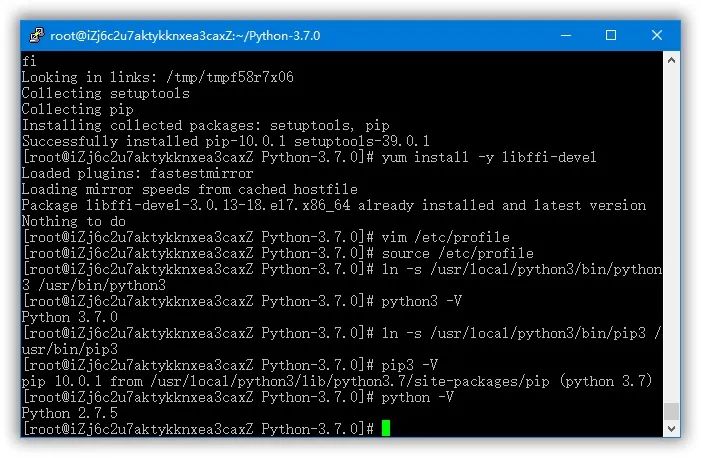 root@iZj6c2u7aktykknxea3caxZ:~/Python-3.7.0
fi
Looking in links: /tmp/tmpf58r7x06
Collecting setuptools
Collecting pip
Installing collected packages: setuptools, pip
Successfully installed pip-10.0.1 setuptools-39.0.1
[root@iZj6c2u7aktykknxea3caxZ Python-3.7.0]# yum install -y libffi-devel
Loaded plugins: fastestmirror
Loading mirror speeds from cached hostfile
Package libffi-devel-3.0.13-18.el7.x86_64 already installed and latest version
Nothing to do
[root@iZj6c2u7aktykknxea3caxZ Python-3.7.0]# vim /etc/profile
[root@iZj6c2u7aktykknxea3caxZ Python-3.7.0]# source /etc/profile
[root@iZj6c2u7aktykknxea3caxZ Python-3.7.0]# ln -s /usr/local/python3/bin/python
3 /usr/bin/python3
[root@iZj6c2u7aktykknxea3caxZ Python-3.7.0]# python3 -V
Python 3.7.0
[root@iZj6c2u7aktykknxea3caxZ Python-3.7.0]# ln -s /usr/local/python3/bin/pip3 /
usr/bin/pip3
[root@iZj6c2u7aktykknxea3caxZ Python-3.7.0]# pip3 -V
pip 10.0.1 from /usr/local/python3/lib/python3.7/site-packages/pip (python 3.7)
[root@iZj6c2u7aktykknxea3caxZ Python-3.7.0]# python -V
Python 2.7.5
[root@iZj6c2u7aktykknxea3caxZ Python-3.7.0]#